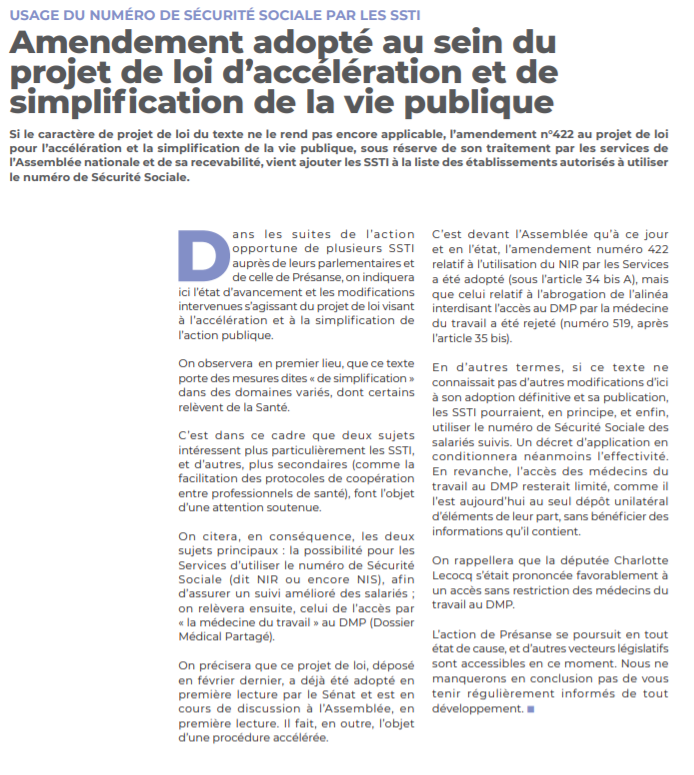 USAGE DU NUMÉRO DE SÉCURITÉ SOCIALE PAR LES SSTI
Amendement adopté au sein du
projet de loi d'accélération et de
simplification de la vie publique
Si le caractère de projet de loi du texte ne le rend pas encore applicable, l'amendement n°422 au projet de loi
pour l'accélération et la simplification de la vie publique, sous réserve de son traitement par les services de
l'Assemblée nationale et de sa recevabilité, vient ajouter les SSTI à la liste des établissements autorisés à utiliser
le numéro de Sécurité Sociale.
Dans les suites de l'action
opportune de plusieurs SSTI
auprès de leurs parlementaires et
de celle de Présanse, on indiquera
ici l'état d'avancement et les modifications
intervenues s'agissant du projet de loi visant
à l'accélération et à la simplification de
l'action publique.
On observera en premier lieu, que ce texte
porte des mesures dites « de simplification »
dans des domaines variés, dont certains
relèvent de la Santé.
C'est dans ce cadre que deux sujets
intéressent plus particulièrement les SSTI,
et d'autres, plus secondaires (comme la
facilitation des protocoles de coopération
entre professionnels de santé), font l'objet
d'une attention soutenue.
On citera, en conséquence, les deux
sujets principaux : la possibilité pour les
Services d'utiliser le numéro de Sécurité
Sociale (dit NIR ou encore NIS), afin
d'assurer un suivi amélioré des salariés ;
on relèvera ensuite, celui de l'accès par
« la médecine du travail » au DMP (Dossier
Médical Partagé).
On précisera que ce projet de loi, déposé
en février dernier, a déjà été adopté en
première lecture par le Sénat et est en
cours de discussion à l'Assemblée, en
première lecture. Il fait, en outre, l'objet
d'une procédure accélérée.
C'est devant l'Assemblée qu'à ce jour
et en l'état, l'amendement numéro 422
relatif à l'utilisation du NIR par les Services
a été adopté (sous l'article 34 bis A), mais
que celui relatif à l'abrogation de l'alinéa
interdisant l'accès au DMP par la médecine
du travail a été rejeté (numéro 519, après
l'article 35 bis).
En d'autres termes, si ce texte ne
connaissait pas d'autres modifications d'ici
à son adoption définitive et sa publication,
les SSTI pourraient, en principe, et enfin,
utiliser le numéro de Sécurité Sociale des
salariés suivis. Un décret d'application en
conditionnera néanmoins l'effectivité.
En revanche, l'accès des médecins du
travail au DMP resterait limité, comme il
l'est aujourd'hui au seul dépôt unilatéral
d'éléments de leur part, sans bénéficier des
informations qu'il contient.
On rappellera que la députée Charlotte
Lecocq s'était prononcée favorablement à
un accès sans restriction des médecins du
travail au DMP.
L'action de Présanse se poursuit en tout
état de cause, et d'autres vecteurs législatifs
sont accessibles en ce moment. Nous ne
manquerons en conclusion pas de vous
tenir régulièrement informés de tout
développement.